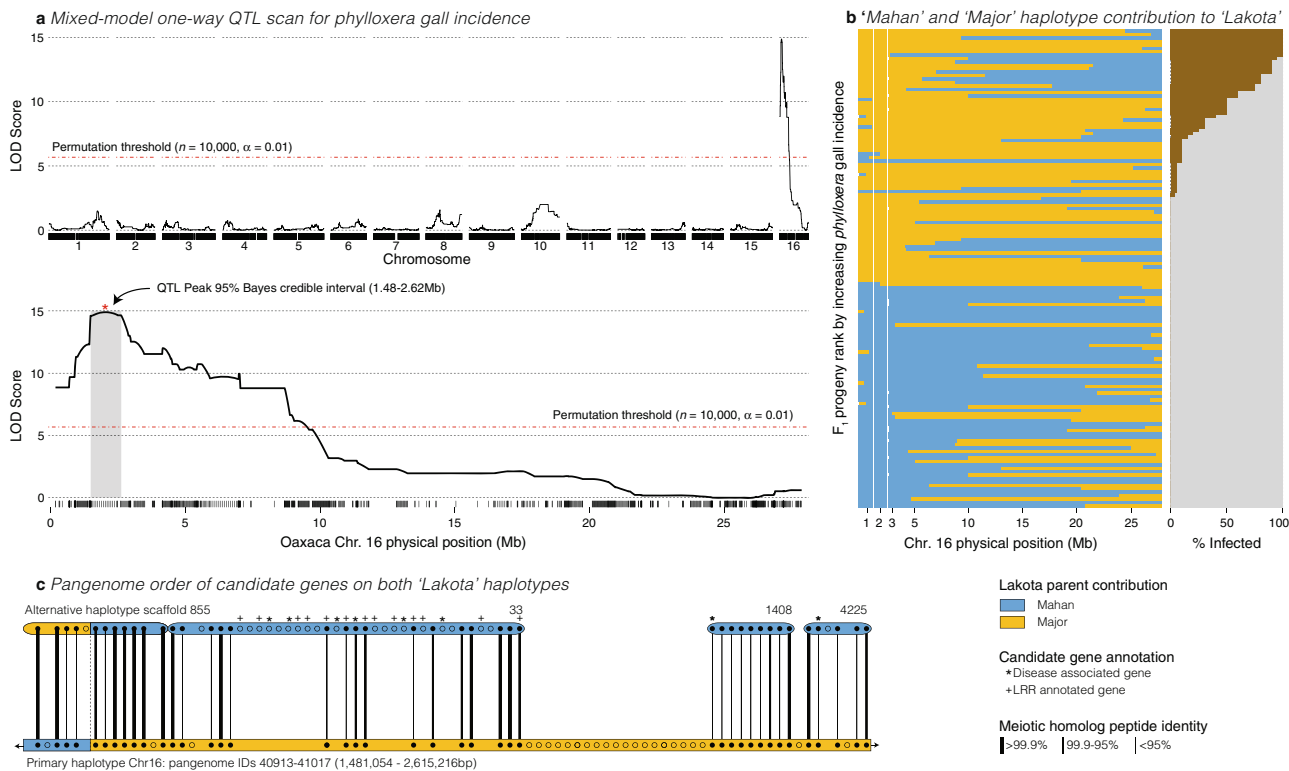 a Mixed-model one-way QTL scan for phylloxera gall incidence
15
10
5
0
LOD Score
Permutation threshold (n = 10,000, α = 0.01)
1 2 3 4 5 6 7 8 9 10 11 12 13 14 15 16
Chromosome
QTL Peak 95% Bayes credible interval (1.48-2.62Mb)
*
15
10
5
0
LOD Score
Permutation threshold (n = 10,000, α = 0.01)
0 5 10 15 20 25
Oaxaca Chr. 16 physical position (Mb)
b ‘Mahan’ and ‘Major’ haplotype contribution to ‘Lakota’
F1 progeny rank by increasing phylloxera gall incidence
1 2 3 5 10 15 20 25
Chr. 16 physical position (Mb)
0 50 100
% Infected
c Pangenome order of candidate genes on both ‘Lakota’ haplotypes
Alternative haplotype scaffold 855 33 1408 4225
Primary haplotype Chr16: pangenome IDs 40913-41017 (1,481,054 - 2,615,216bp)
Lakota parent contribution
Mahan
Major
Candidate gene annotation
*Disease associated gene
+LRR annotated gene
Meiotic homolog peptide identity
>99.9% 99.9-95% <95%